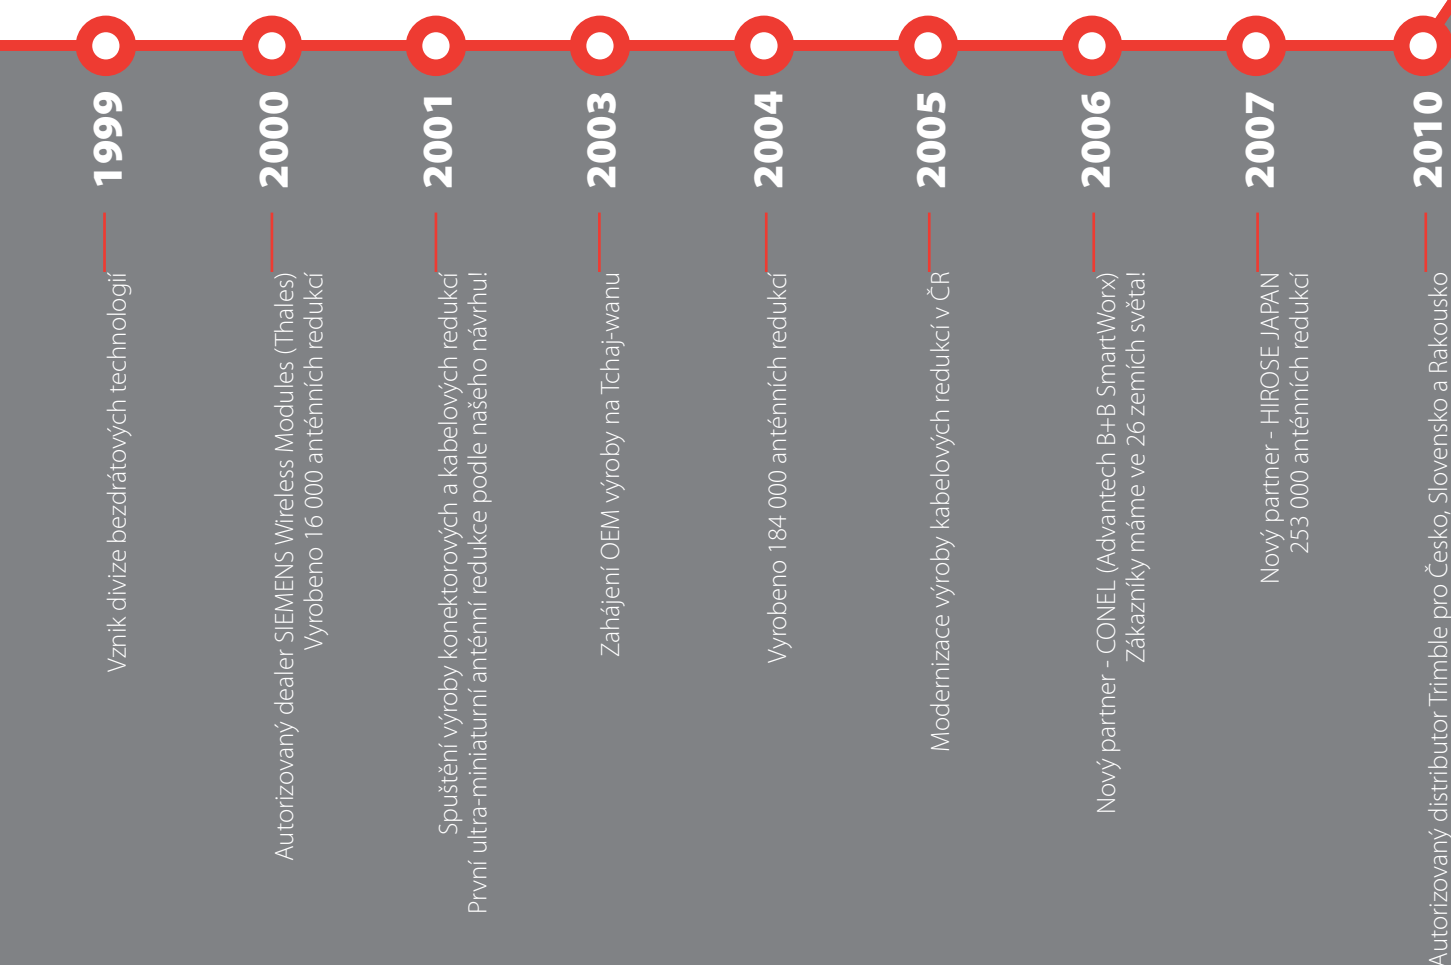 1999
Vznik divize bezdrátových technologií
2000
Autorizovaný dealer SIEMENS Wireless Modules (Thales)
Vyrobeno 16 000 anténních redukcí
2001
Spuštění výroby konektorových a kabelových redukcí
První ultra-miniaturní anténní redukce podle našeho návrhu!
2003
Zahájení OEM výroby na Tchaj-wanu
2004
Vyrobeno 184 000 anténních redukcí
2005
Modernizace výroby kabelových redukcí v ČR
2006
Nový partner - CONEL (Advantech B+B SmartWorx)
Zákazníky máme ve 26 zemích světa!
2007
Nový partner - HIROSE JAPAN
253 000 anténních redukcí
2010
Autorizovaný distributor Trimble pro Česko, Slovensko a Rakousko